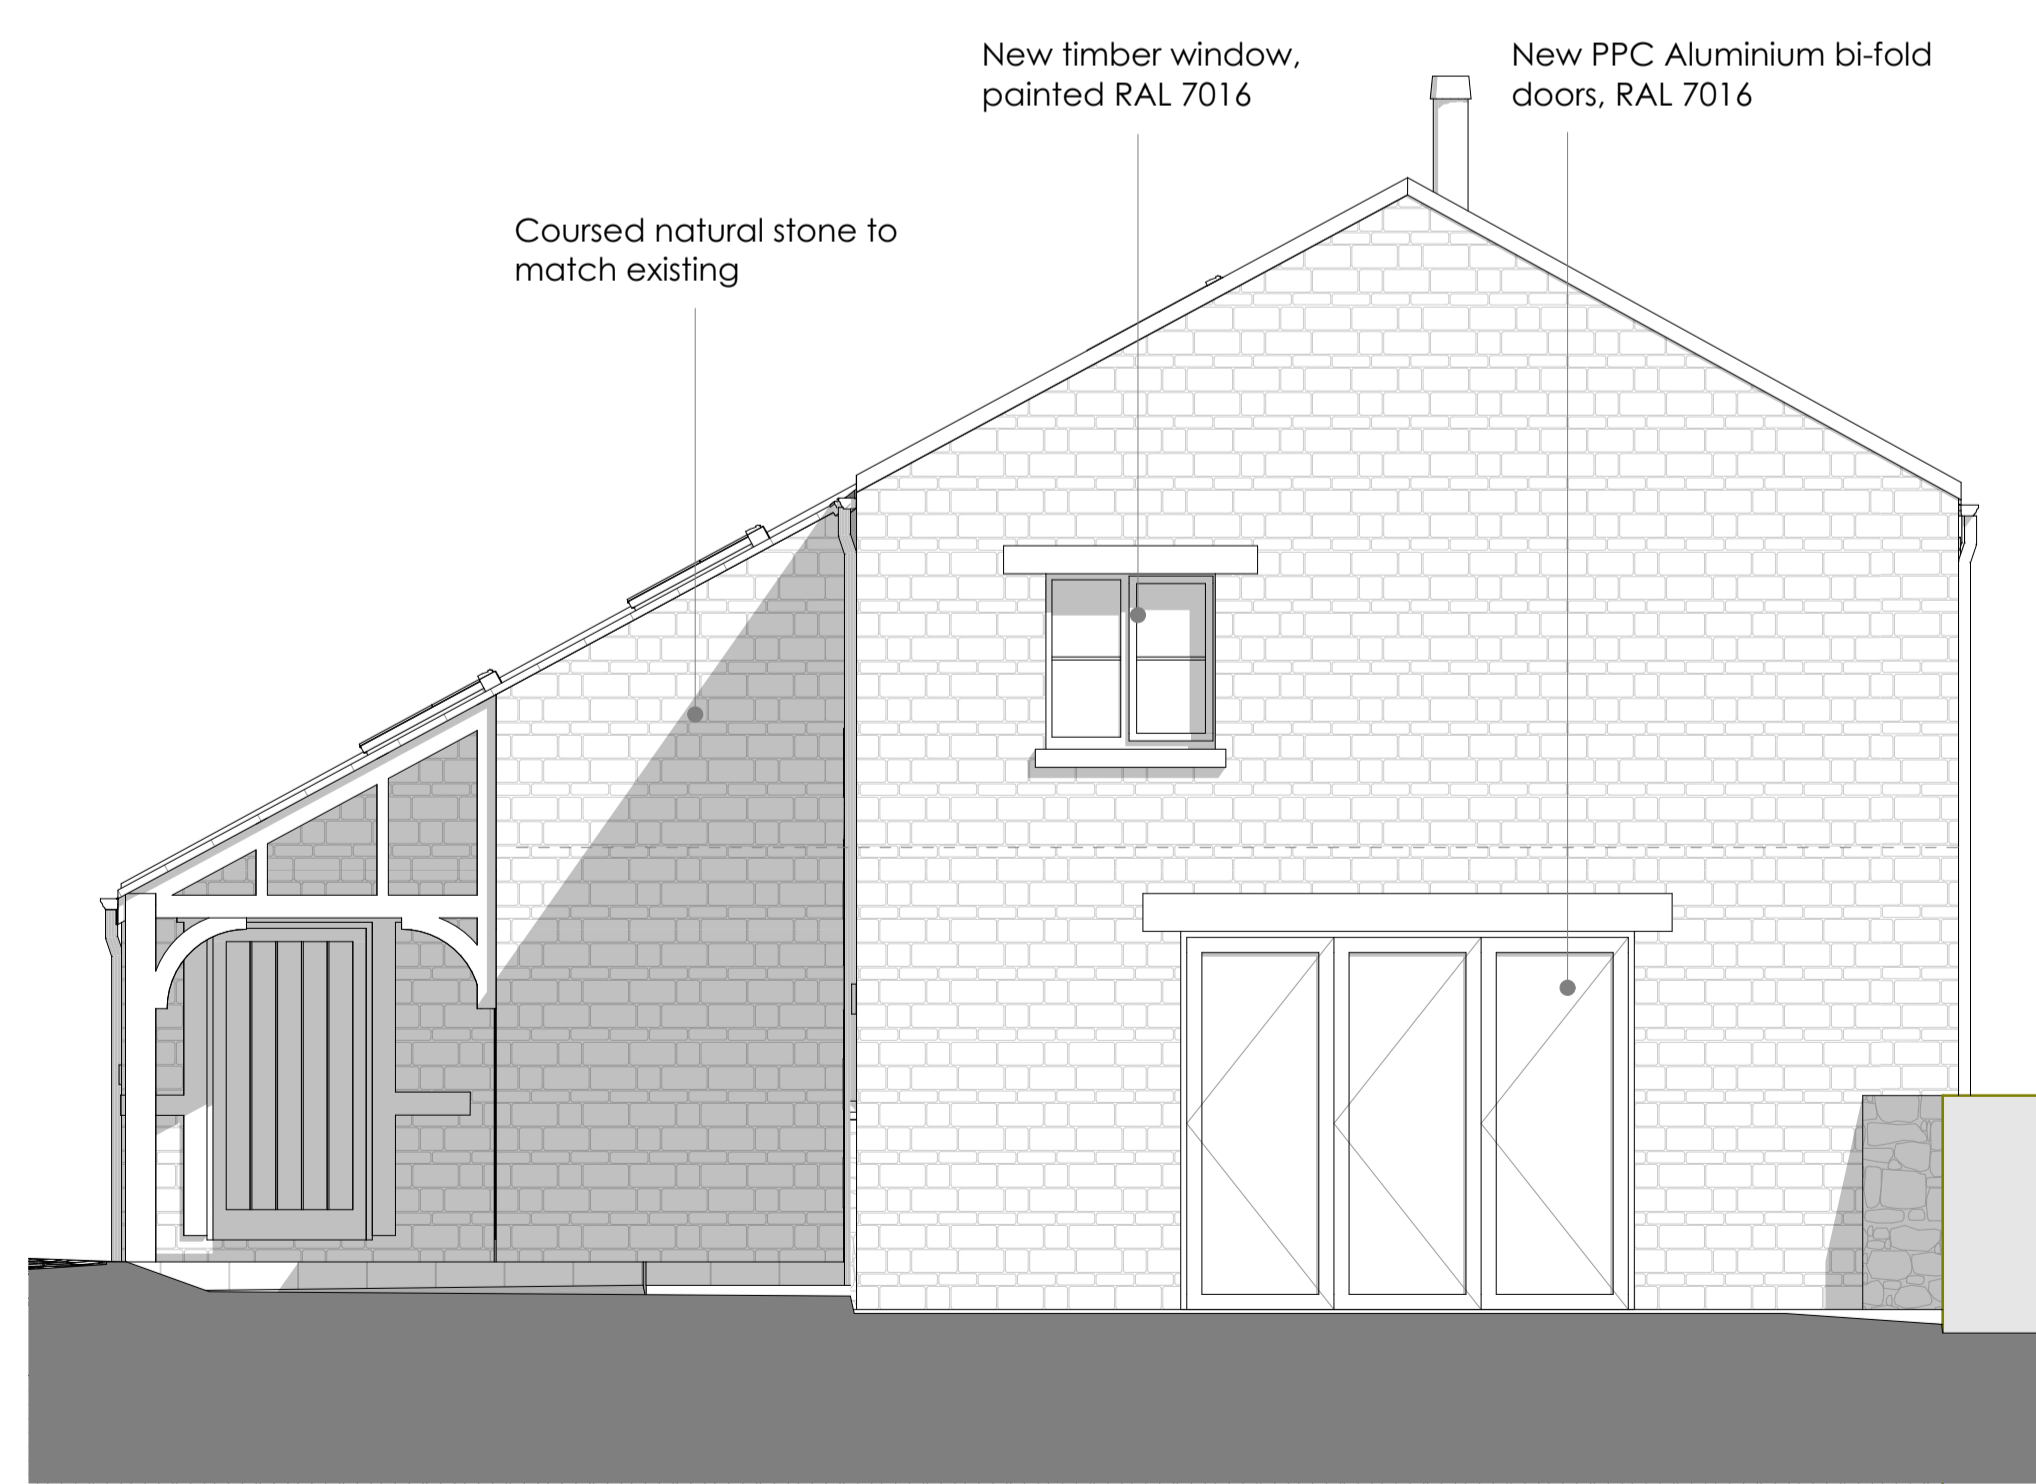 New timber window,
painted RAL 7016
New PPC Aluminium bi-fold
doors, RAL 7016
Coursed natural stone to
match existing